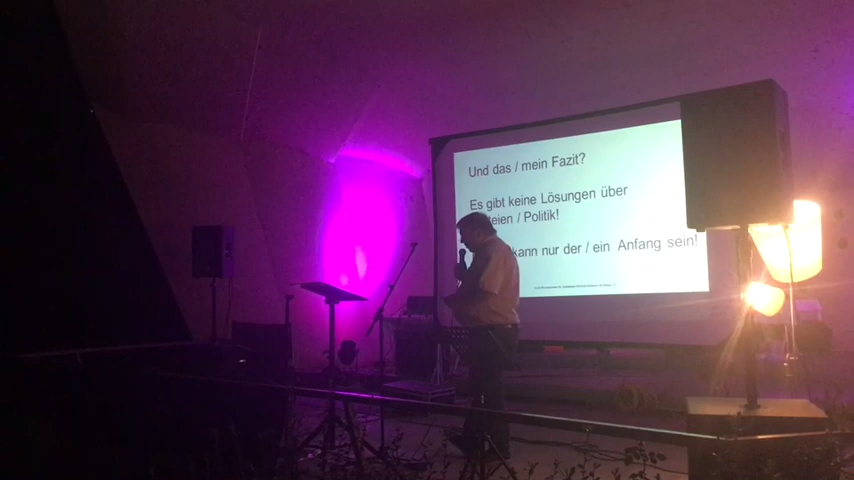 Und das / mein Fazit?
Es gibt keine Lösungen über
teien / Politik!
kann nur der / ein Anfang sein!